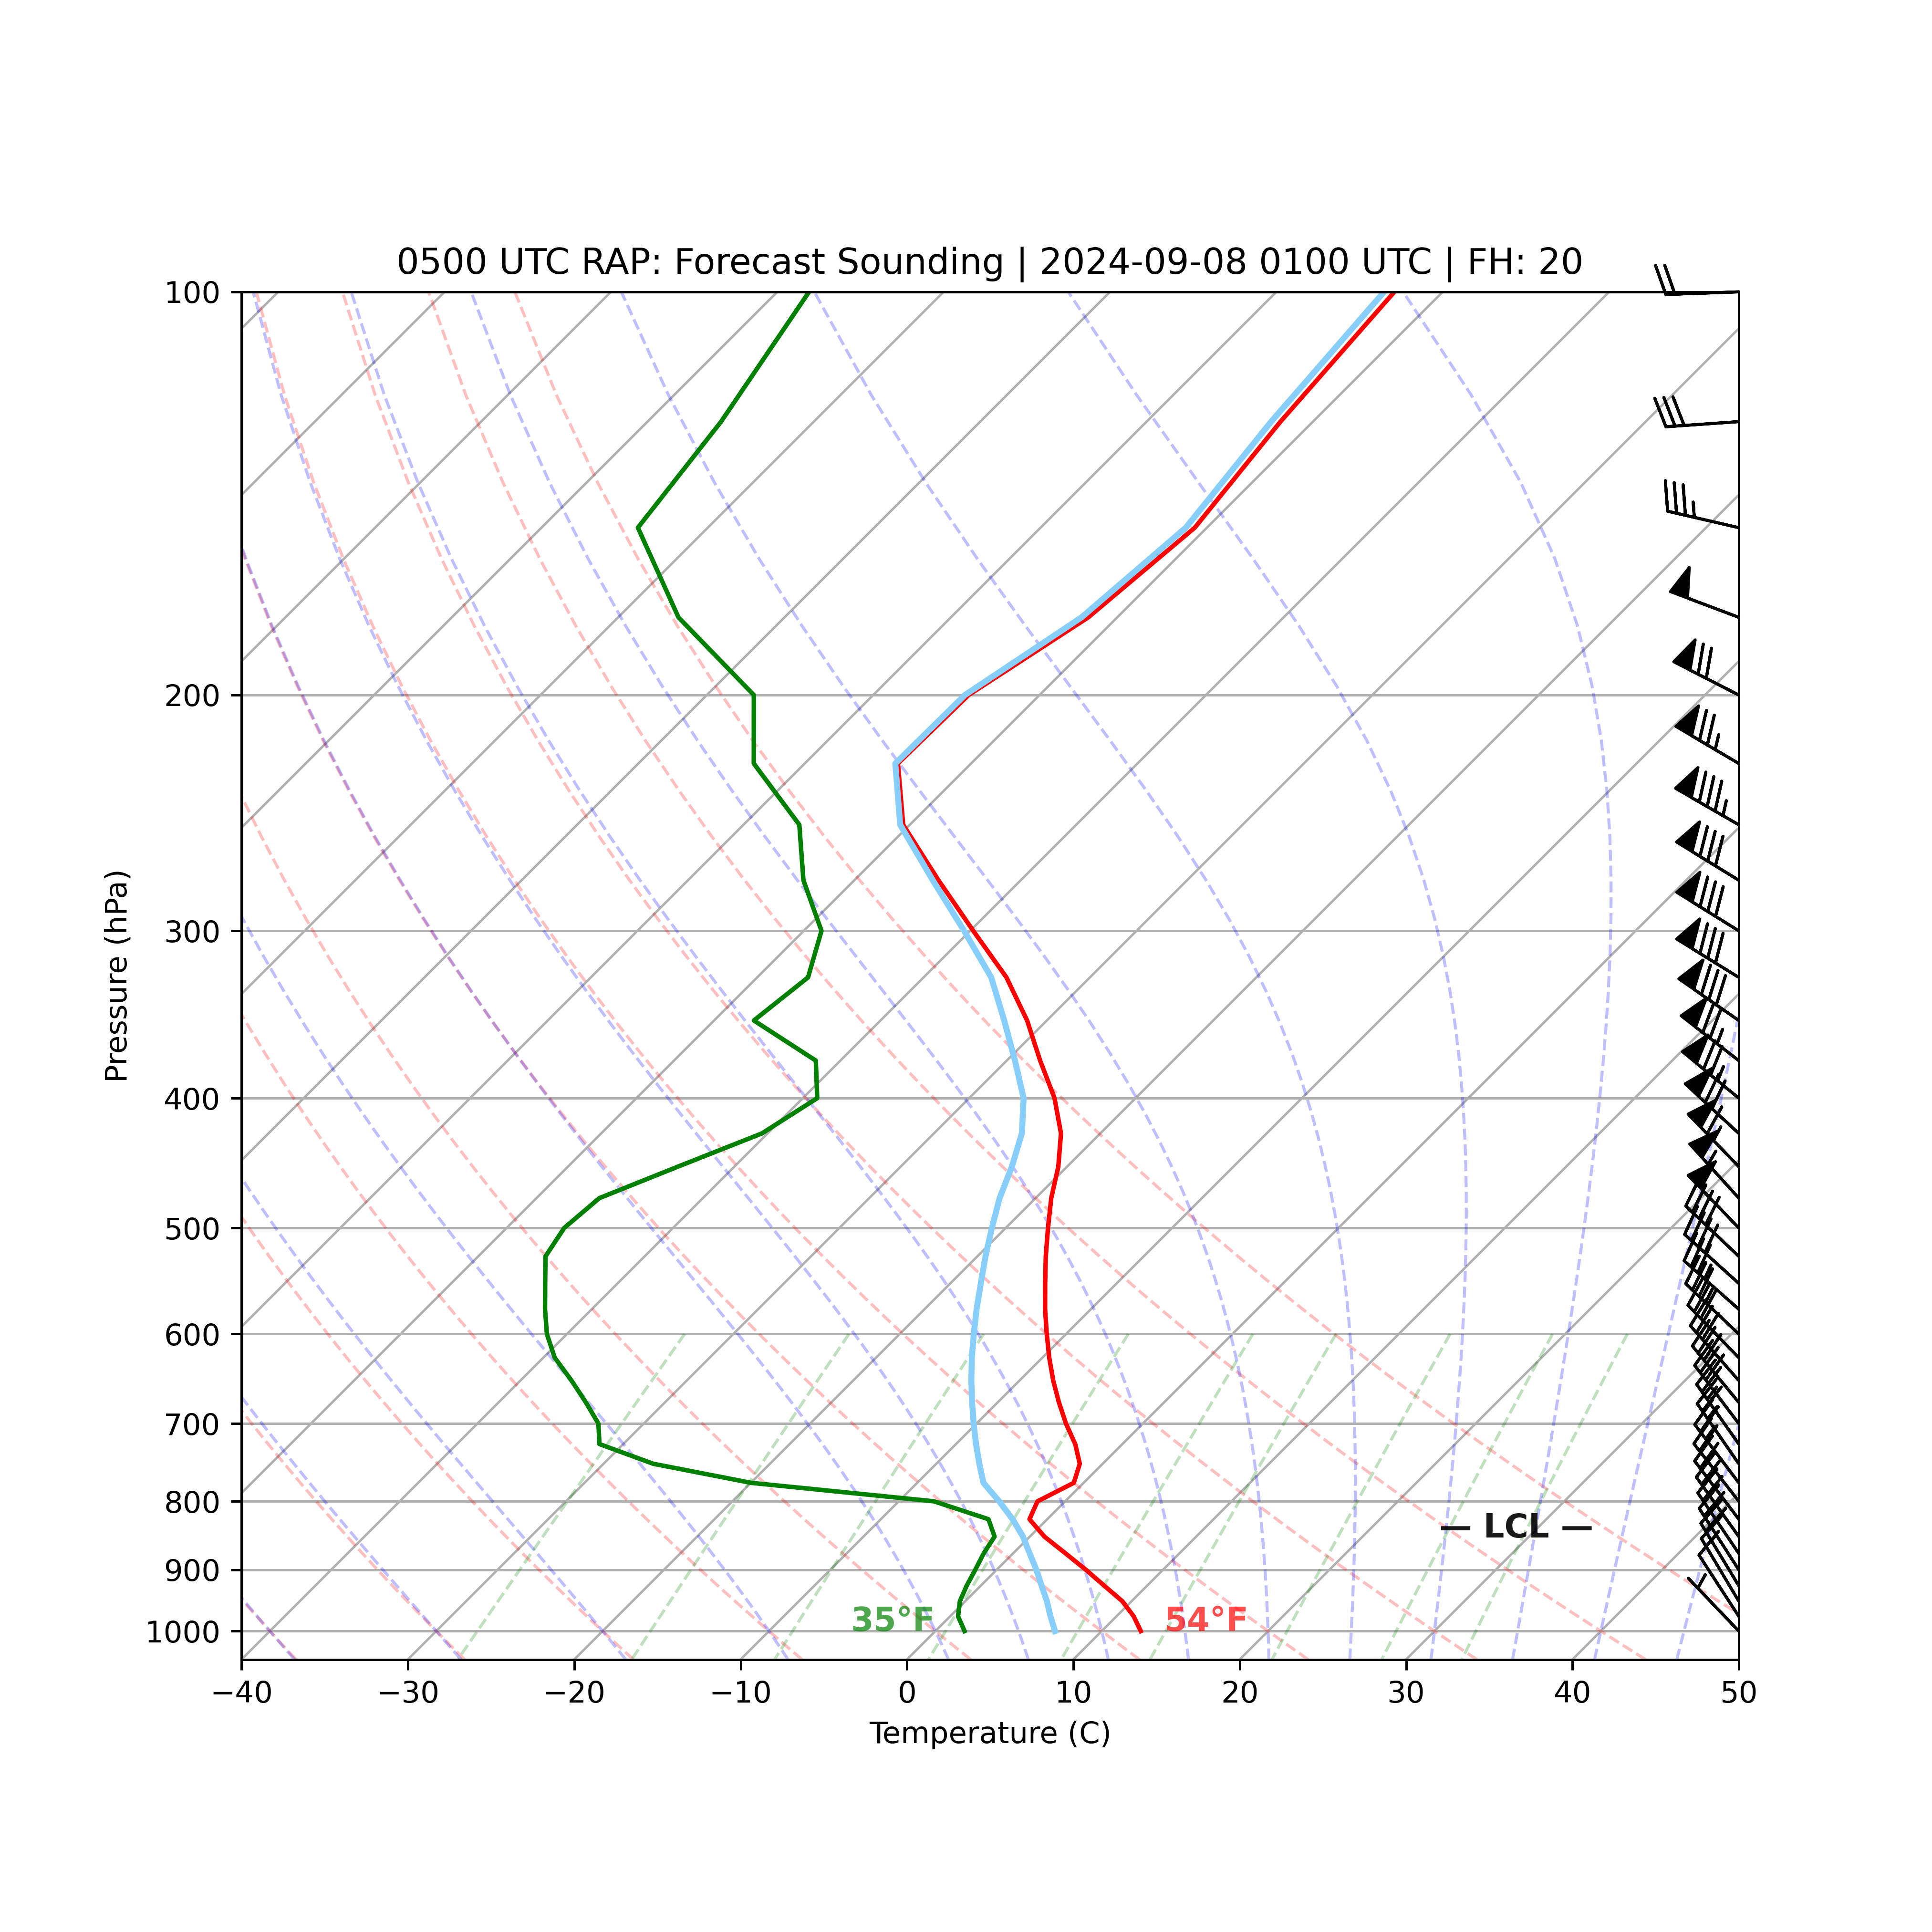 0500 UTC RAP: Forecast Sounding | 2024-09-08 0100 UTC | FH: 20
100
200
300
400
500
600
700
800
900
1000
Pressure (hPa)
— LCL —
35°F
54°F
−40 −30 −20 −10 0 10 20 30 40 50
Temperature (C)